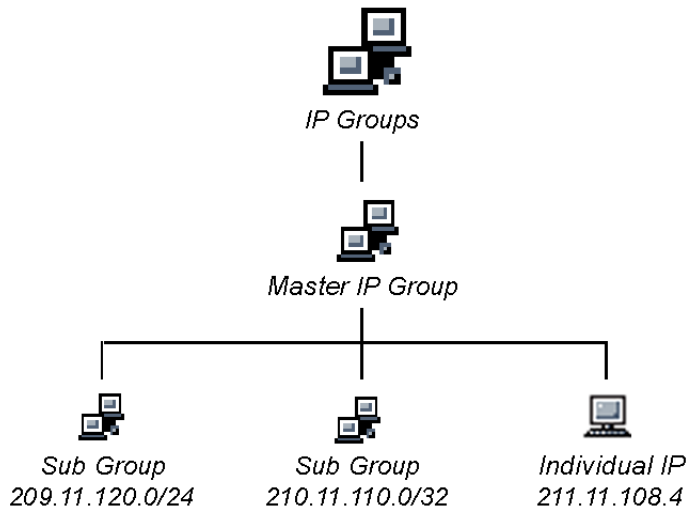 IP Groups
Master IP Group
Sub Group
209.11.120.0/24
Sub Group
210.11.110.0/32
Individual IP
211.11.108.4